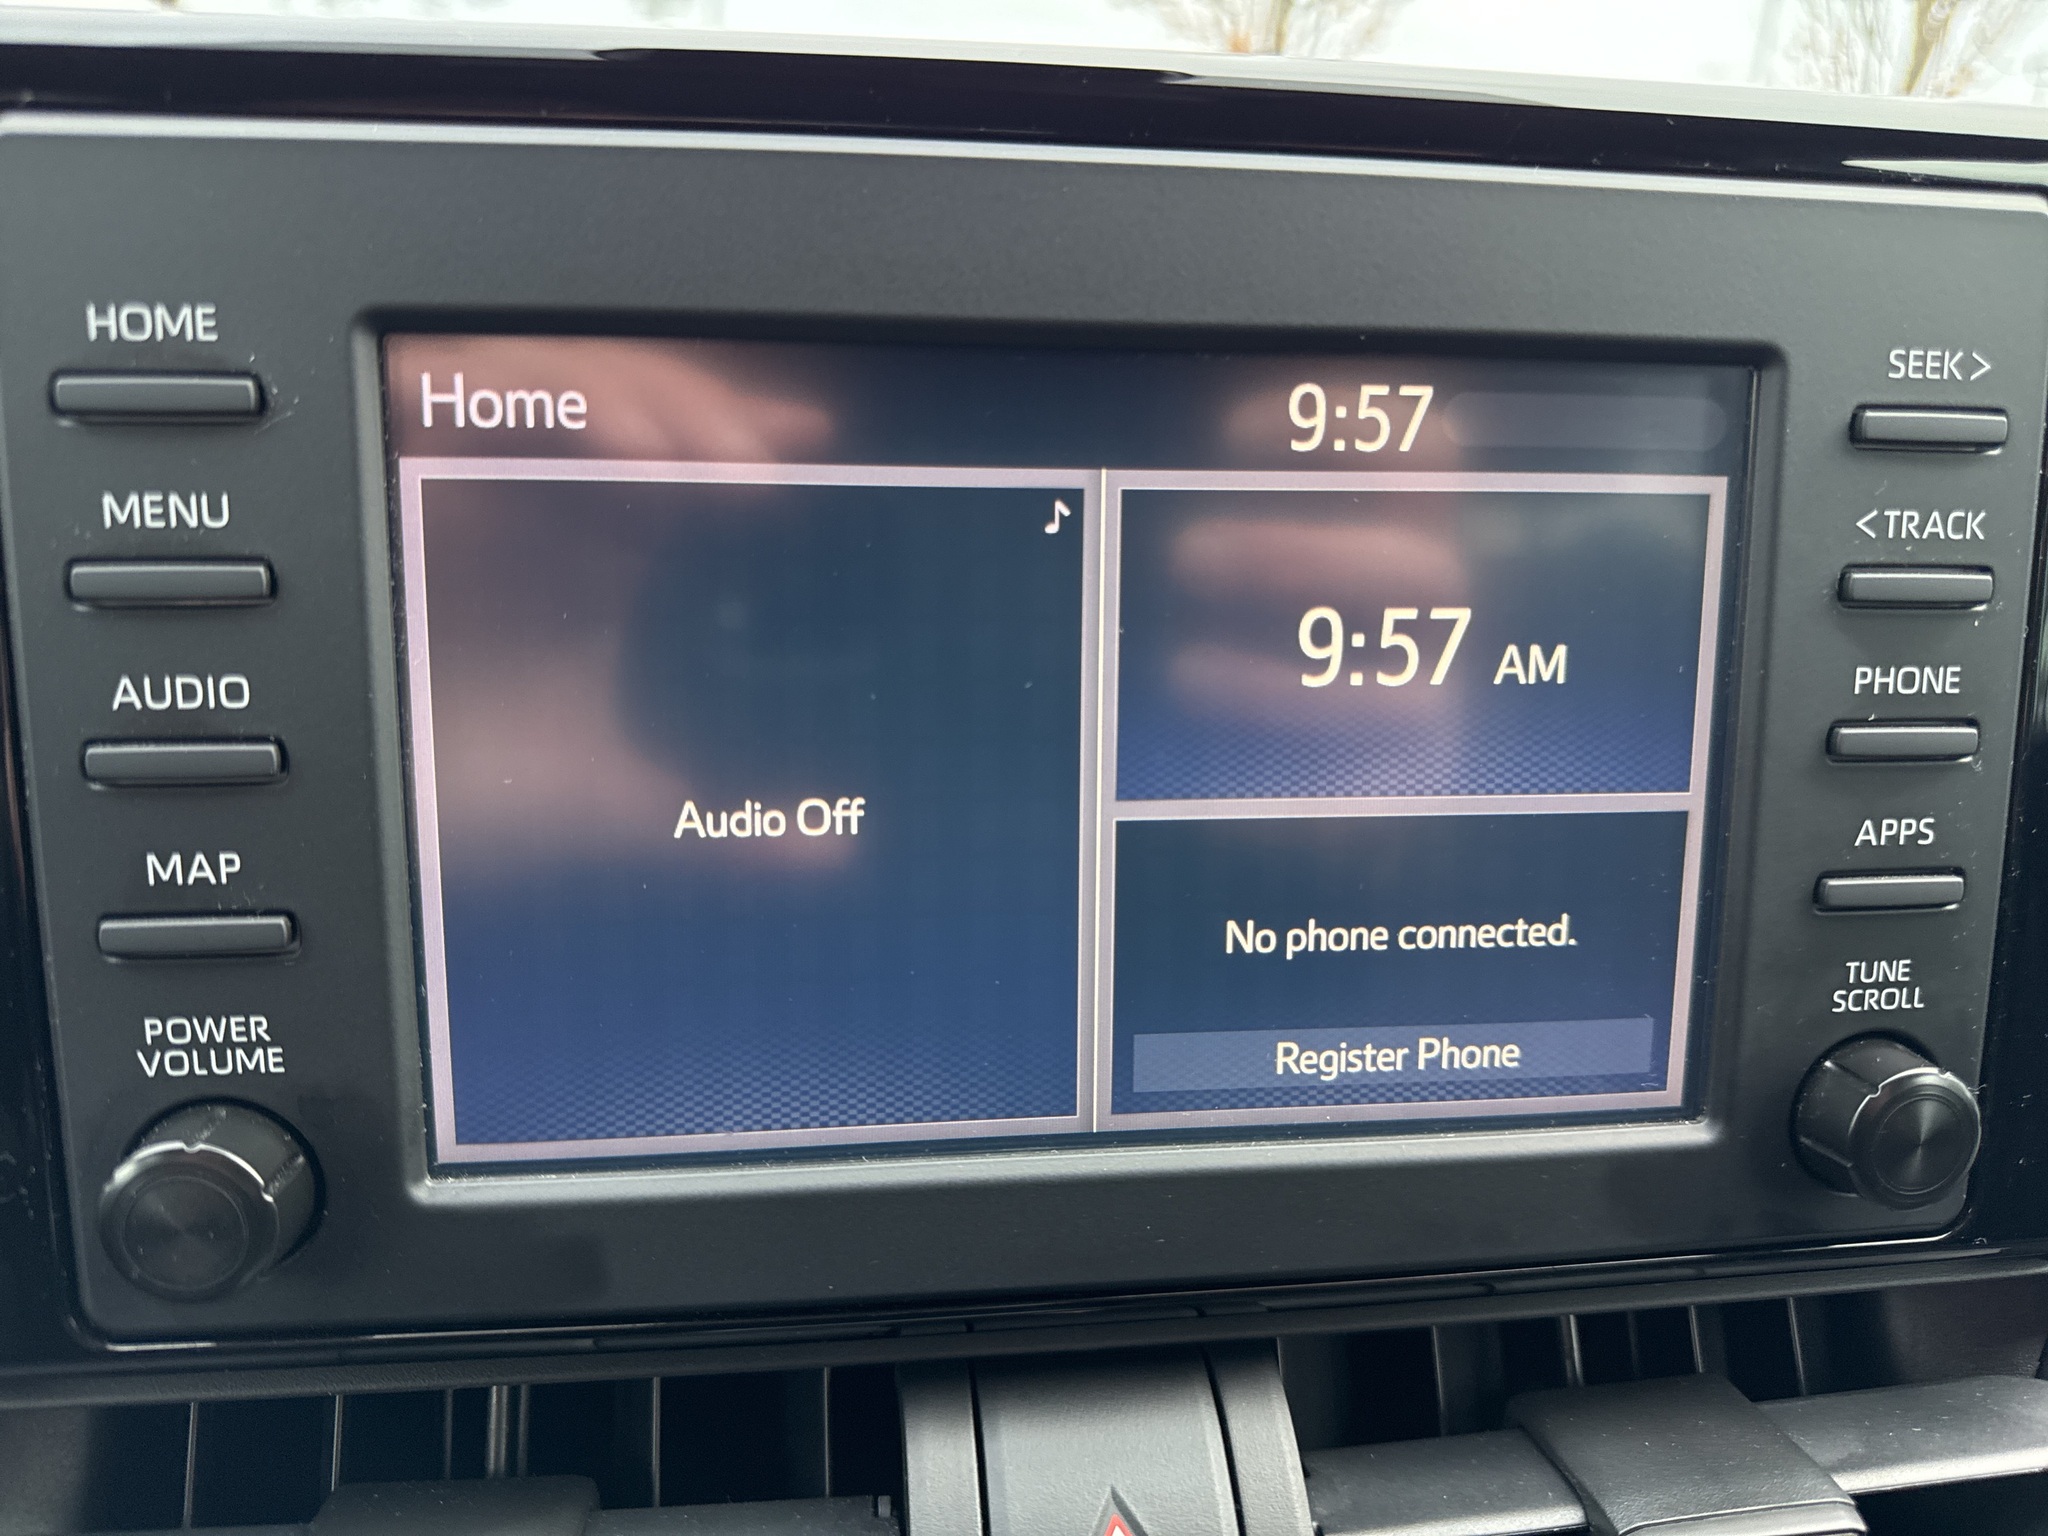 HOME
MENU
AUDIO
MAP
POWER
VOLUME
Home
9:57
Audio Off
9:57 AM
No phone connected.
Register Phone
SEEK >
< TRACK
PHONE
APPS
TUNE
SCROLL